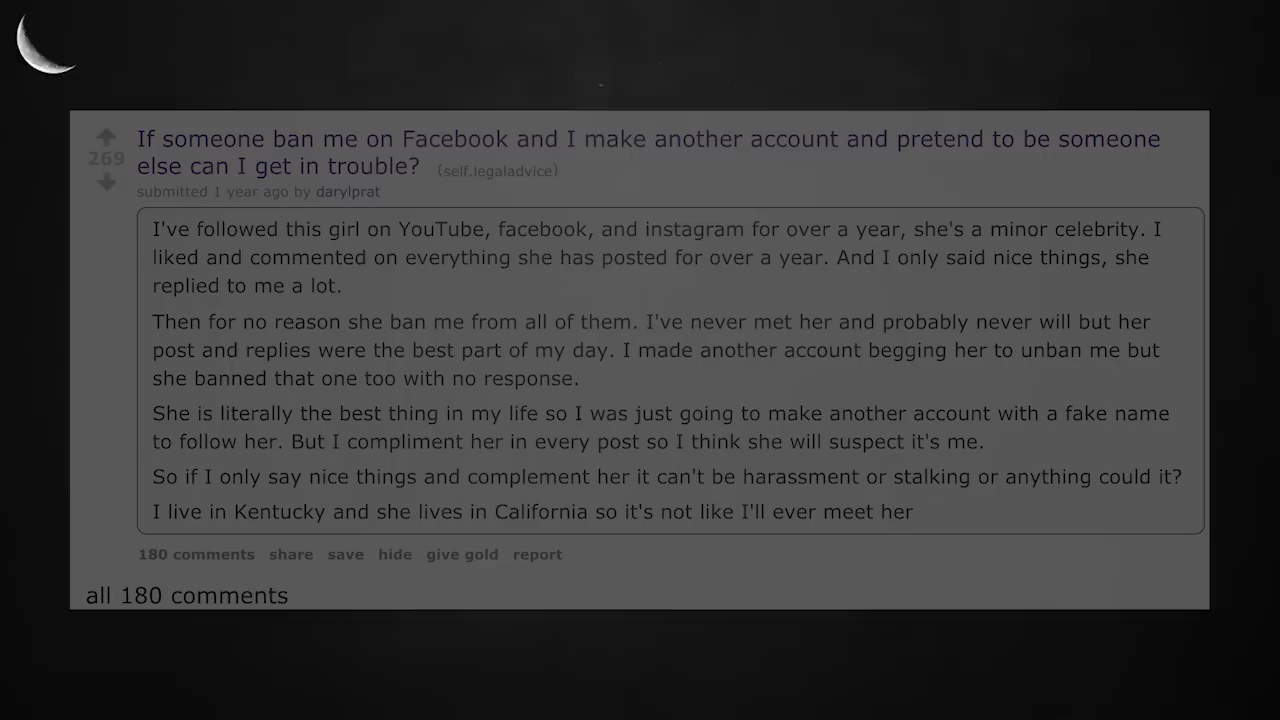 If someone ban me on Facebook and I make another account and pretend to be someone
269
else can I get in trouble? (self.legaladvice)
submitted 1 year ago by darylprat
I've followed this girl on YouTube, facebook, and instagram for over a year, she's a minor celebrity. I
liked and commented on everything she has posted for over a year. And I only said nice things, she
replied to me a lot.
Then for no reason she ban me from all of them. I've never met her and probably never will but her
post and replies were the best part of my day. I made another account begging her to unban me but
she banned that one too with no response.
She is literally the best thing in my life so I was just going to make another account with a fake name
to follow her. But I compliment her in every post so I think she will suspect it's me.
So if I only say nice things and complement her it can't be harassment or stalking or anything could it?
I live in Kentucky and she lives in California so it's not like I'll ever meet her
180 comments share save hide give gold report
all 180 comments